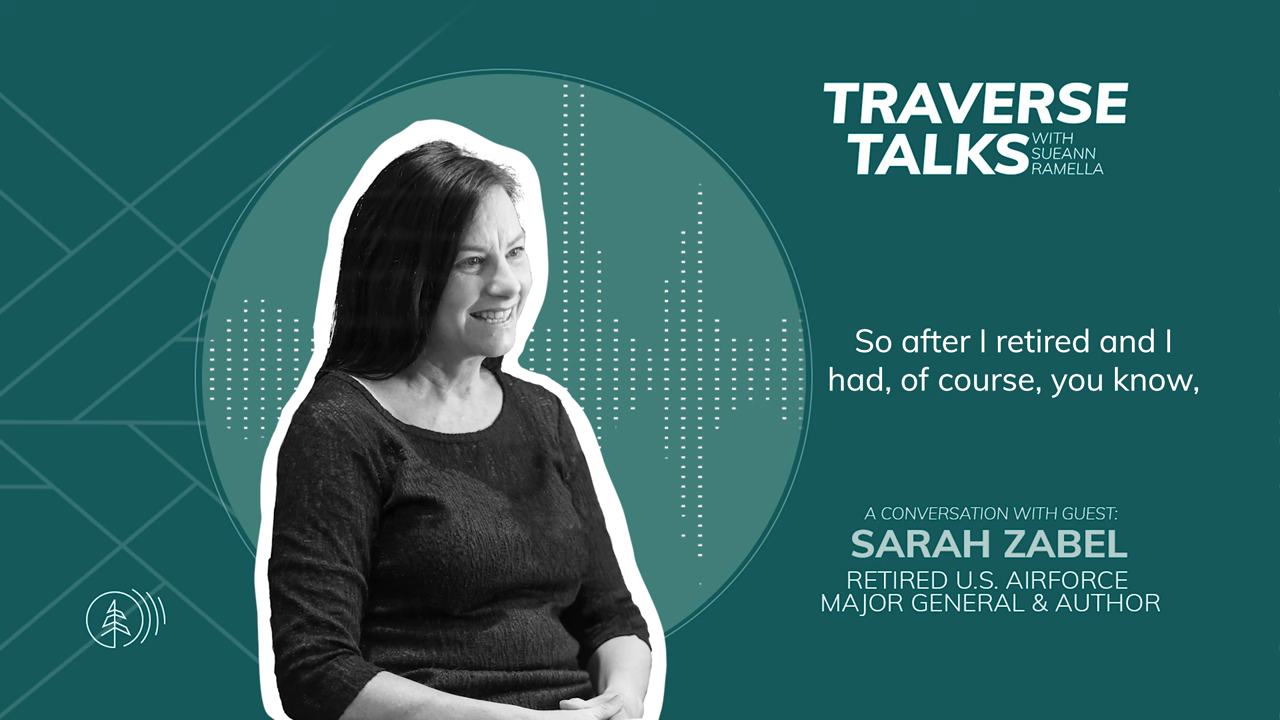 TRAVERSE
TALKS WITH
SUEANN
RAMELLA
So after I retired and I
had, of course, you know,
A CONVERSATION WITH GUEST:
SARAH ZABEL
RETIRED U.S. AIRFORCE
MAJOR GENERAL & AUTHOR